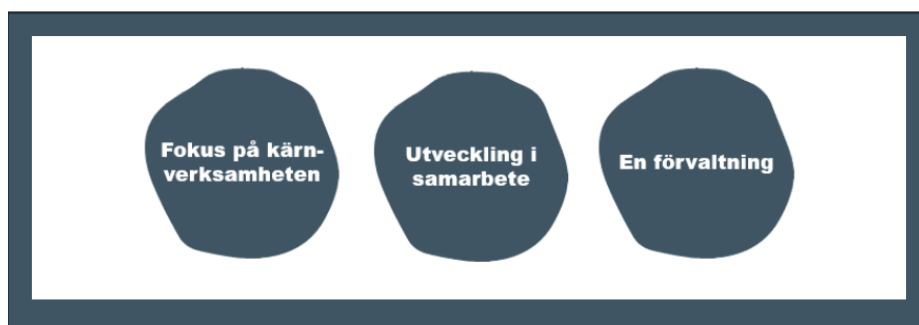 Fokus på kärn-
verksamheten
Utveckling i
samarbete
En förvaltning